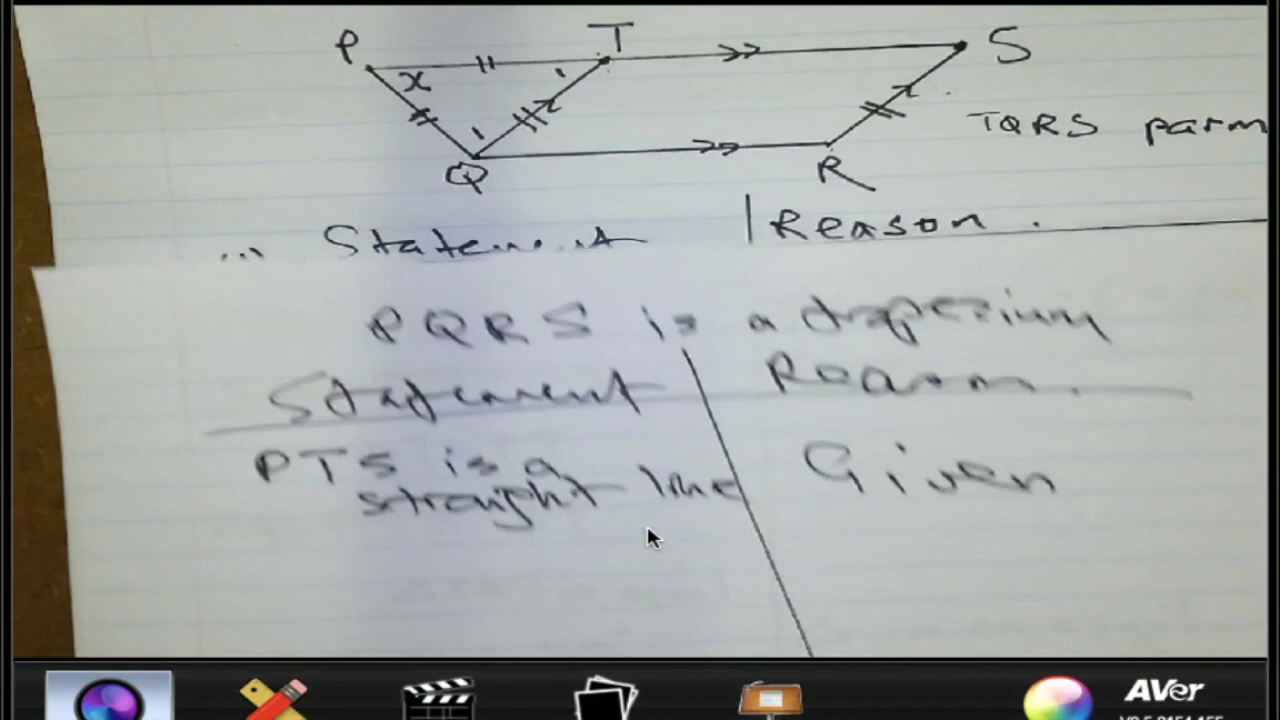 P T S
x
TQRS parm
Q R
... Statement | Reason.
PQRS is a trapezium
Statement Reason.
PTS is a Given
straight line
AVer